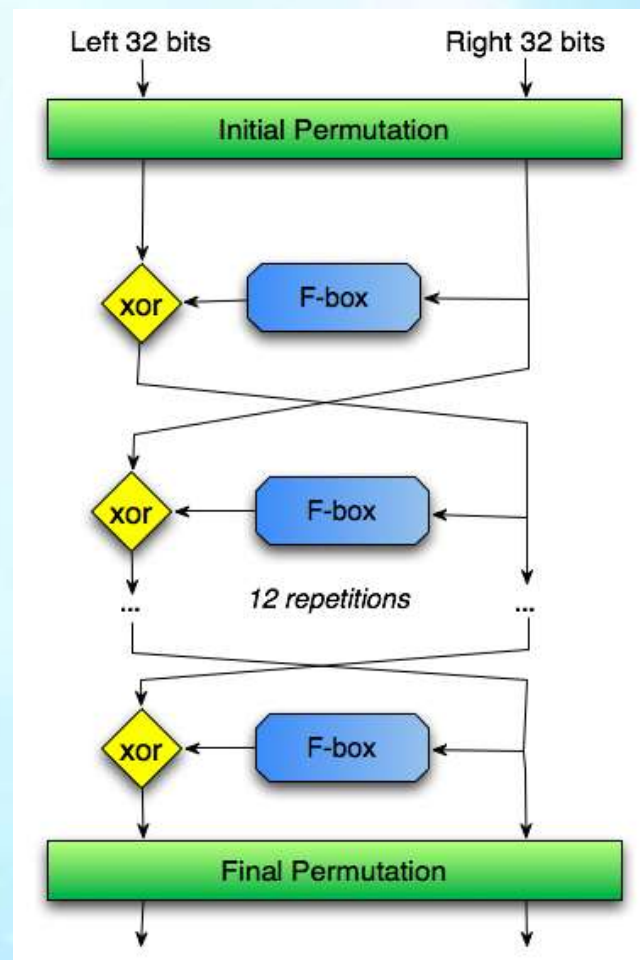 Left 32 bits Right 32 bits
Initial Permutation
xor F-box
xor F-box
... 12 repetitions ...
xor F-box
Final Permutation